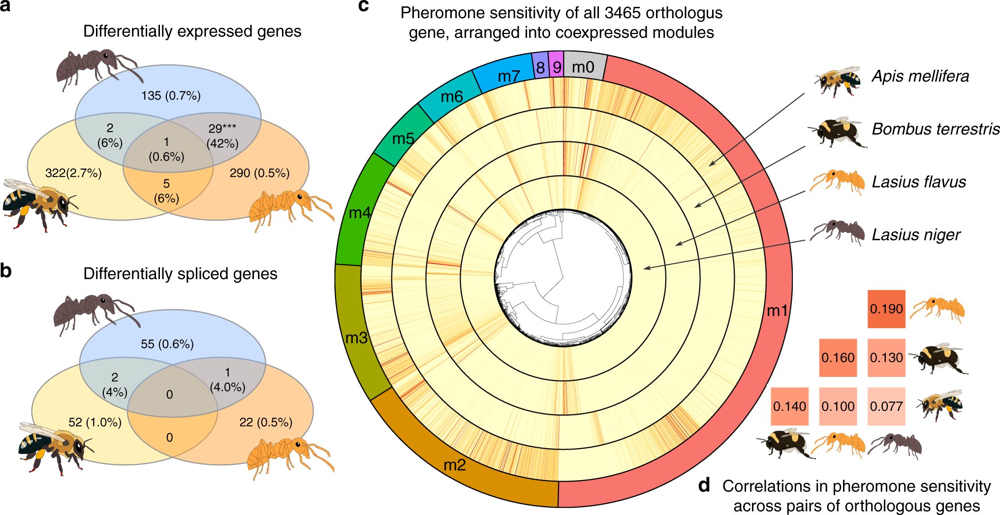 a
Differentially expressed genes
135 (0.7%)
2
(6%)
29***
(42%)
1
(0.6%)
322(2.7%)
290 (0.5%)
5
(6%)
b
Differentially spliced genes
55 (0.6%)
2
(4%)
1
(4.0%)
0
52 (1.0%)
22 (0.5%)
0
c
Pheromone sensitivity of all 3465 orthologus
gene, arranged into coexpressed modules
m0
m1
m2
m3
m4
m5
m6
m7
8
9
Apis mellifera
Bombus terrestris
Lasius flavus
Lasius niger
0.190
0.160
0.130
0.140
0.100
0.077
d
Correlations in pheromone sensitivity
across pairs of orthologous genes